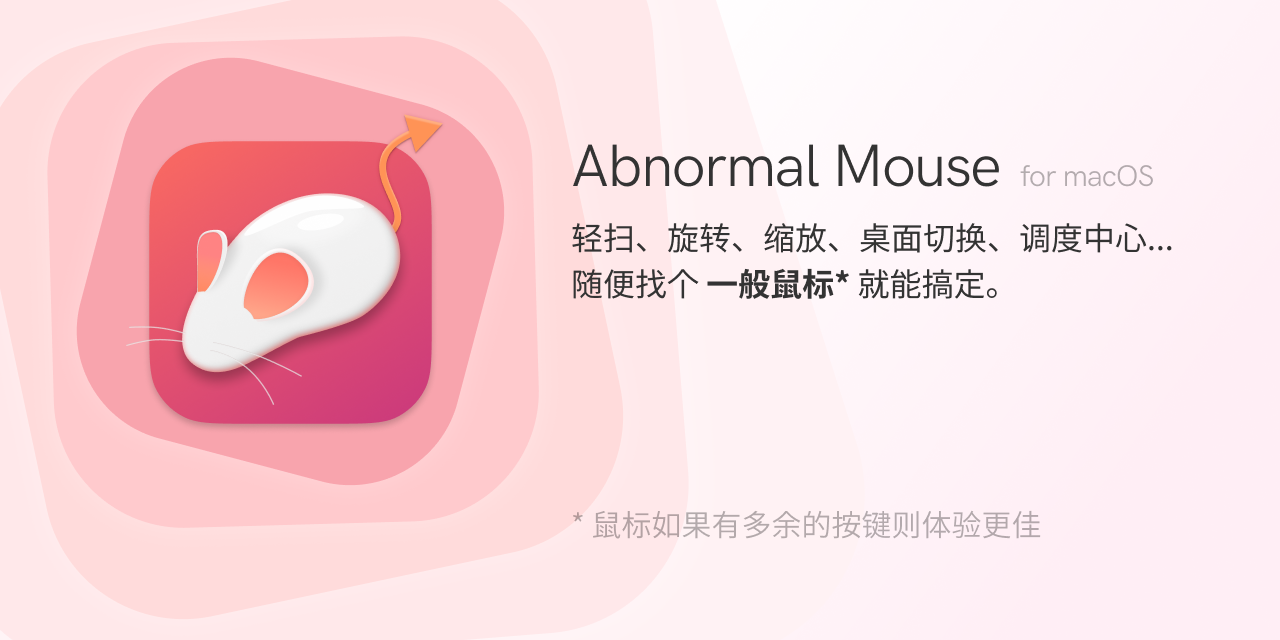 Abnormal Mouse for macOS
轻扫、旋转、缩放、桌面切换、调度中心...
随便找个 一般鼠标* 就能搞定。
* 鼠标如果有多余的按键则体验更佳